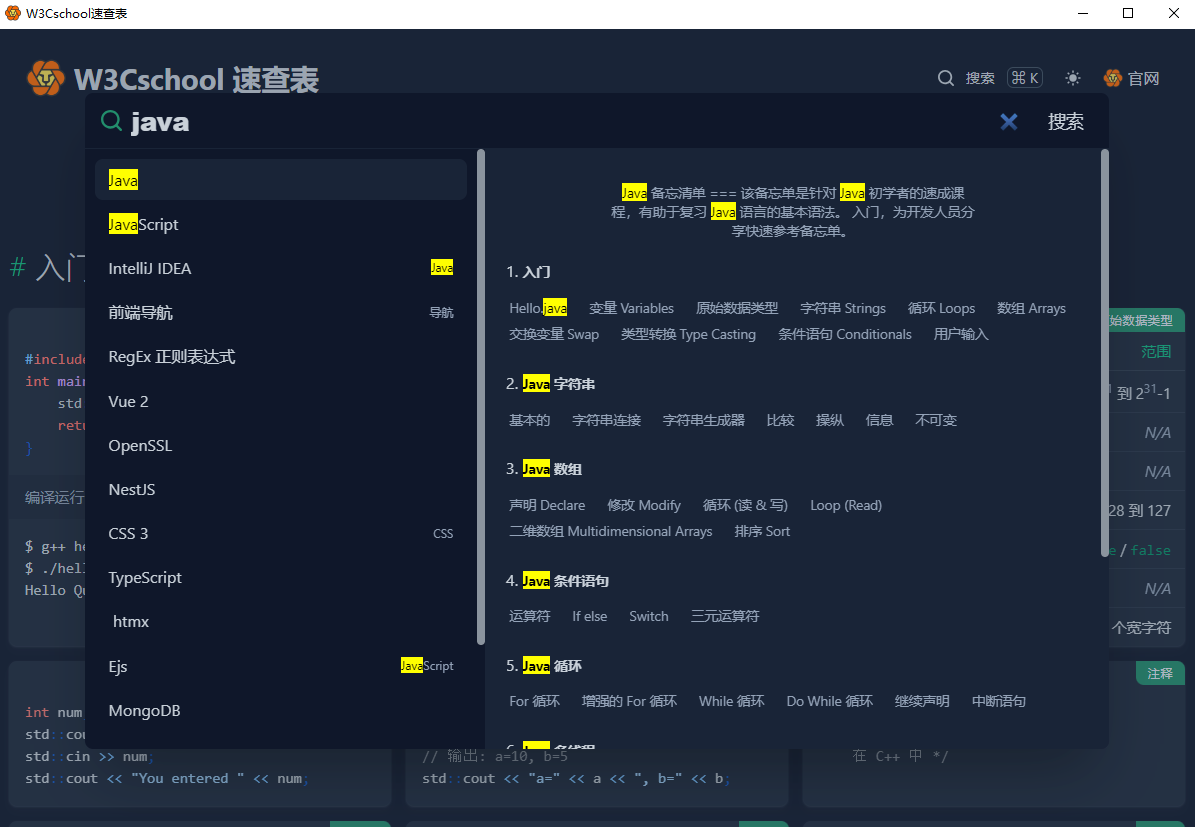 W3Cschool速查表
W3Cschool 速查表
搜索 ⌘ K 官网
java 搜索
Java
JavaScript
IntelliJ IDEA Java
前端导航 导航
RegEx 正则表达式
Vue 2
OpenSSL
NestJS
CSS 3 CSS
TypeScript
htmx
Ejs JavaScript
MongoDB
Java 备忘清单 === 该备忘单是针对 Java 初学者的速成课
程，有助于复习 Java 语言的基本语法。 入门，为开发人员分
享快速参考备忘单。
1. 入门
Hello.java 变量 Variables 原始数据类型 字符串 Strings 循环 Loops 数组 Arrays
交换变量 Swap 类型转换 Type Casting 条件语句 Conditionals 用户输入
2. Java 字符串
基本的 字符串连接 字符串生成器 比较 操纵 信息 不可变
3. Java 数组
声明 Declare 修改 Modify 循环 (读 & 写) Loop (Read)
二维数组 Multidimensional Arrays 排序 Sort
4. Java 条件语句
运算符 If else Switch 三元运算符
5. Java 循环
For 循环 增强的 For 循环 While 循环 Do While 循环 继续声明 中断语句
# 入门
#include
int main
std
retu
}
编译运行
$ g++ he
$ ./hell
Hello Qu
始数据类型
范围
到 2³¹-1
N/A
N/A
28 到 127
e / false
N/A
个宽字符
int num
std::cou
std::cin >> num;
std::cout << "You entered " << num;
// 输出: a=10, b=5
std::cout << "a=" << a << ", b=" << b;
注释
在 C++ 中 */